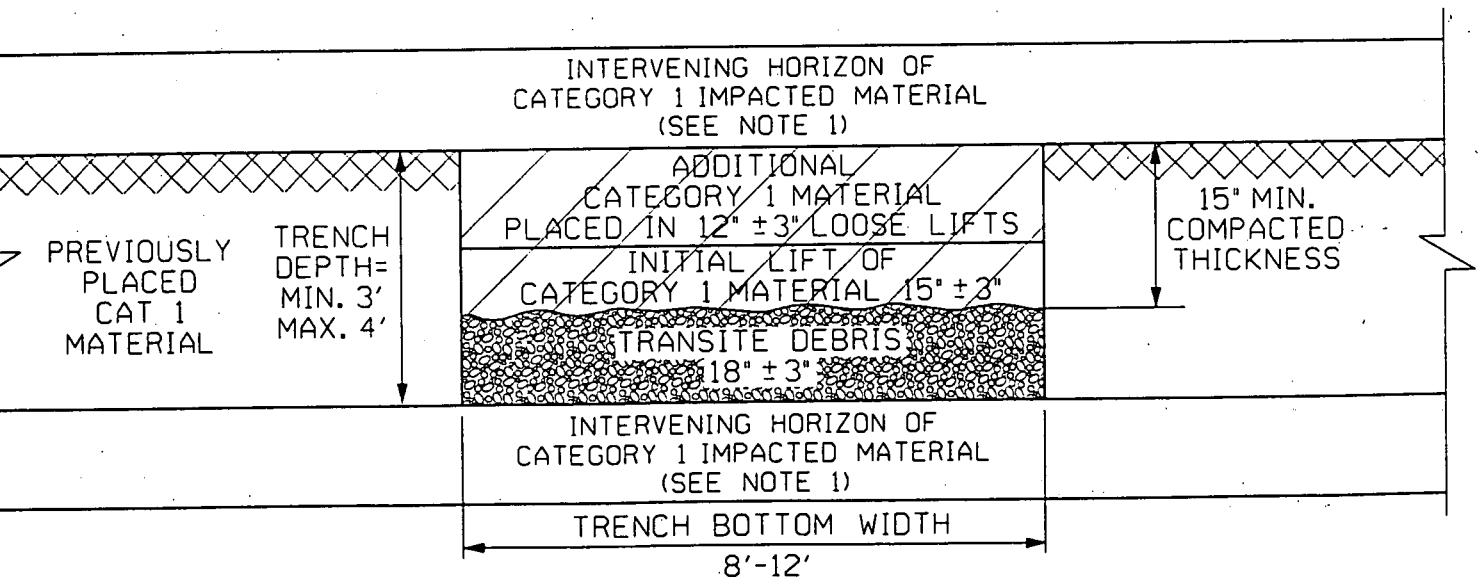 INTERVENING HORIZON OF
CATEGORY 1 IMPACTED MATERIAL
(SEE NOTE 1)
ADDITIONAL
CATEGORY 1 MATERIAL
PLACED IN 12" ±3" LOOSE LIFTS
INITIAL LIFT OF
CATEGORY 1 MATERIAL 15" ±3"
TRANSITE DEBRIS
18" ±3"
PREVIOUSLY
PLACED
CAT 1
MATERIAL
TRENCH
DEPTH=
MIN. 3'
MAX. 4'
15" MIN.
COMPACTED
THICKNESS
INTERVENING HORIZON OF
CATEGORY 1 IMPACTED MATERIAL
(SEE NOTE 1)
TRENCH BOTTOM WIDTH
8'-12'